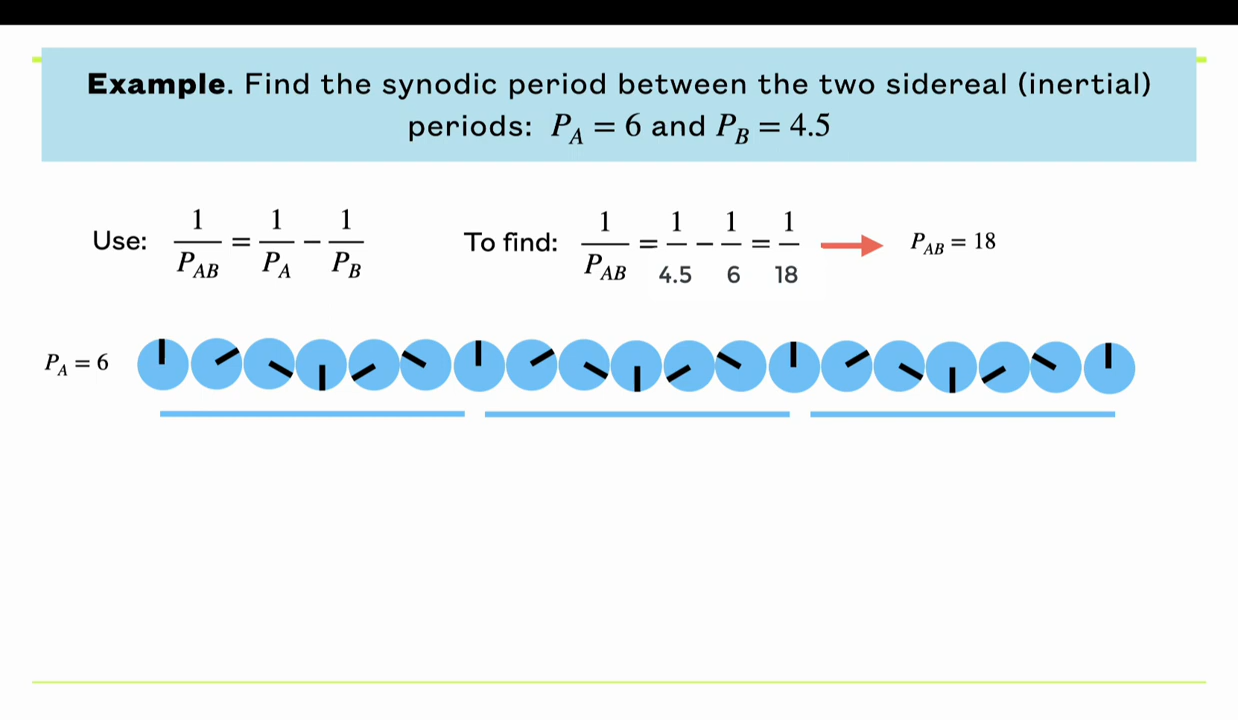 Example. Find the synodic period between the two sidereal (inertial)
periods: P_A = 6 and P_B = 4.5
Use: 1/P_AB = 1/P_A − 1/P_B To find: 1/P_AB = 1/4.5 − 1/6 = 1/18 P_AB = 18
P_A = 6